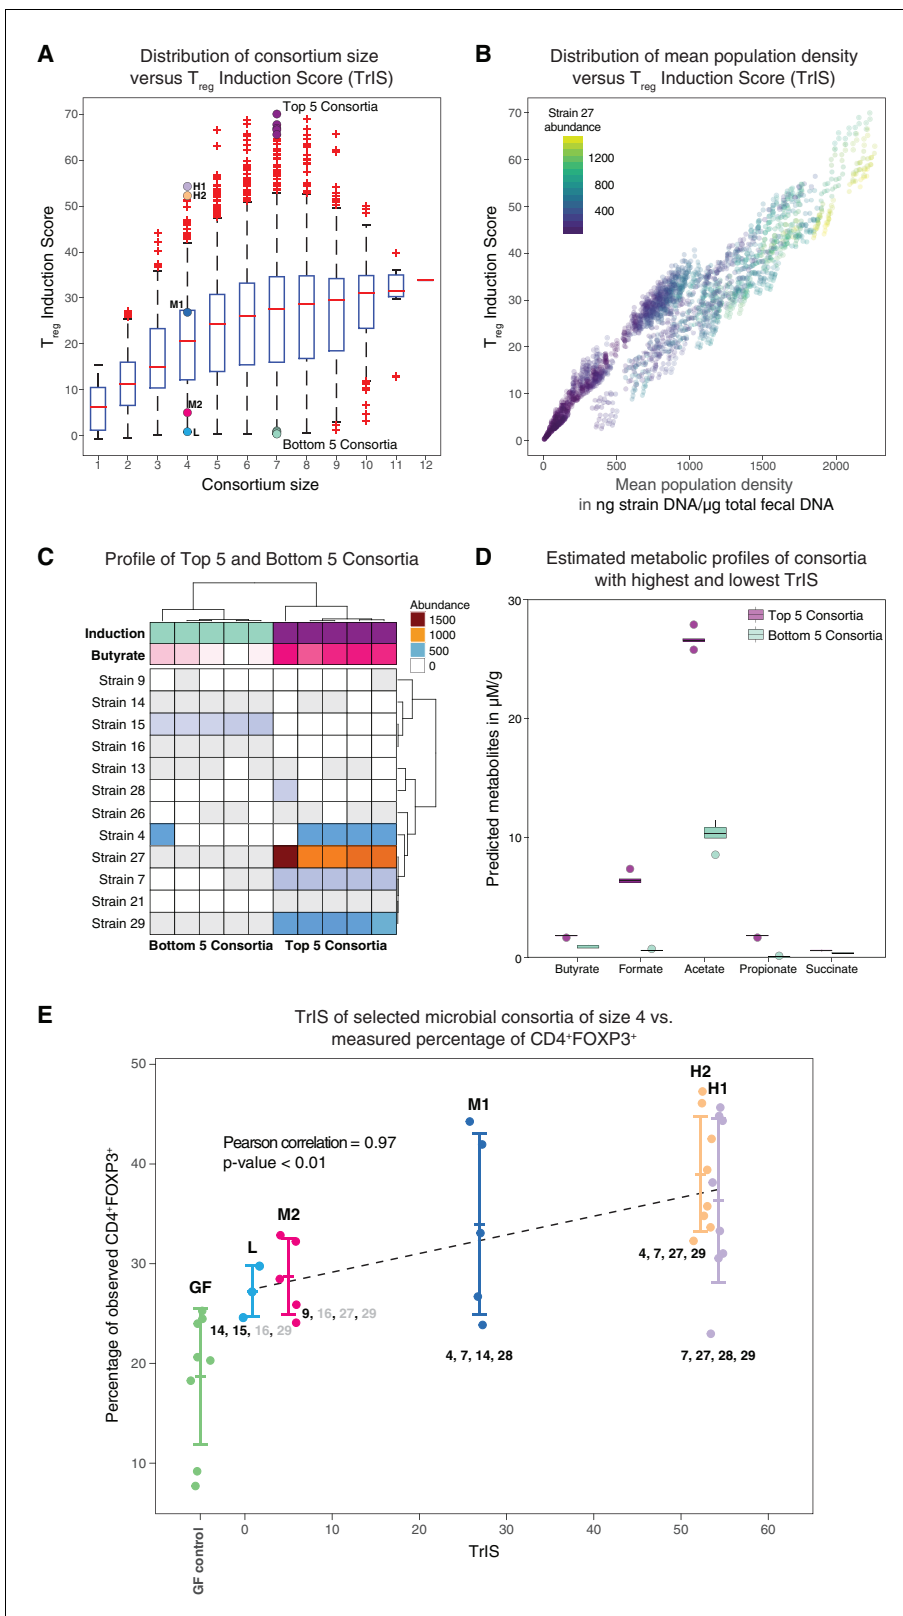 A
Distribution of consortium size
versus Treg Induction Score (TrIS)
Treg Induction Score
70
60
50
40
30
20
10
0
Top 5 Consortia
H1
H2
M1
M2
L
Bottom 5 Consortia
1 2 3 4 5 6 7 8 9 10 11 12
Consortium size
B
Distribution of mean population density
versus Treg Induction Score (TrIS)
Treg Induction Score
70
60
50
40
30
20
10
0
Strain 27
abundance
1200
800
400
0 500 1000 1500 2000
Mean population density
in ng strain DNA/µg total fecal DNA
C
Profile of Top 5 and Bottom 5 Consortia
Abundance
1500
1000
500
0
Induction
Butyrate
Strain 9
Strain 14
Strain 15
Strain 16
Strain 13
Strain 28
Strain 26
Strain 4
Strain 27
Strain 7
Strain 21
Strain 29
Bottom 5 Consortia Top 5 Consortia
D
Estimated metabolic profiles of consortia
with highest and lowest TrIS
Predicted metabolites in µM/g
30
20
10
0
Top 5 Consortia
Bottom 5 Consortia
Butyrate Formate Acetate Propionate Succinate
E
TrIS of selected microbial consortia of size 4 vs.
measured percentage of CD4⁺FOXP3⁺
Percentage of observed CD4⁺FOXP3⁺
50
40
30
20
10
Pearson correlation = 0.97
p-value < 0.01
GF
L
M2
M1
H2
H1
14, 15, 16, 29
9, 16, 27, 29
4, 7, 14, 28
4, 7, 27, 29
7, 27, 28, 29
GF control
0 10 20 30 40 50 60
TrIS